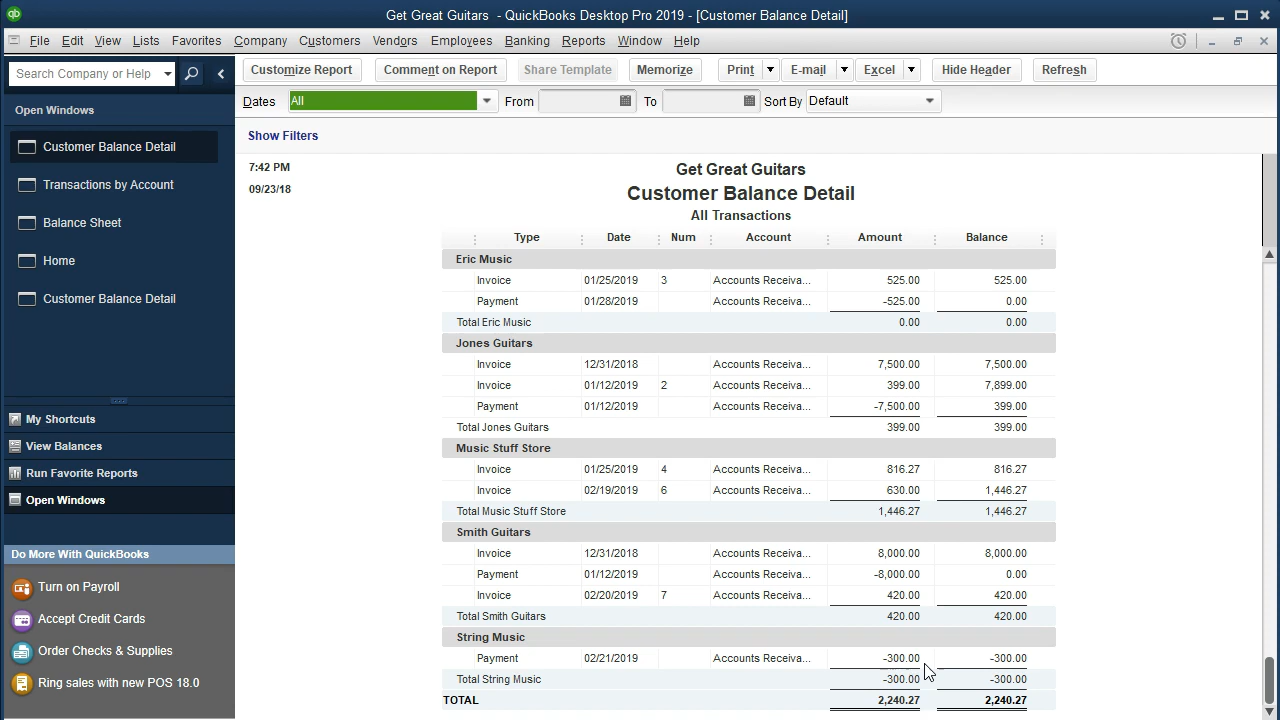 Get Great Guitars - QuickBooks Desktop Pro 2019 - [Customer Balance Detail]
File Edit View Lists Favorites Company Customers Vendors Employees Banking Reports Window Help
Search Company or Help
Customize Report Comment on Report Share Template Memorize Print E-mail Excel Hide Header Refresh
Dates All From To Sort By Default
Show Filters
Open Windows
Customer Balance Detail
Transactions by Account
Balance Sheet
Home
Customer Balance Detail
My Shortcuts
View Balances
Run Favorite Reports
Open Windows
Do More With QuickBooks
Turn on Payroll
Accept Credit Cards
Order Checks & Supplies
Ring sales with new POS 18.0
7:42 PM
09/23/18
Get Great Guitars
Customer Balance Detail
All Transactions
Type Date Num Account Amount Balance
Eric Music
Invoice 01/25/2019 3 Accounts Receiva... 525.00 525.00
Payment 01/28/2019 Accounts Receiva... -525.00 0.00
Total Eric Music 0.00 0.00
Jones Guitars
Invoice 12/31/2018 Accounts Receiva... 7,500.00 7,500.00
Invoice 01/12/2019 2 Accounts Receiva... 399.00 7,899.00
Payment 01/12/2019 Accounts Receiva... -7,500.00 399.00
Total Jones Guitars 399.00 399.00
Music Stuff Store
Invoice 01/25/2019 4 Accounts Receiva... 816.27 816.27
Invoice 02/19/2019 6 Accounts Receiva... 630.00 1,446.27
Total Music Stuff Store 1,446.27 1,446.27
Smith Guitars
Invoice 12/31/2018 Accounts Receiva... 8,000.00 8,000.00
Payment 01/12/2019 Accounts Receiva... -8,000.00 0.00
Invoice 02/20/2019 7 Accounts Receiva... 420.00 420.00
Total Smith Guitars 420.00 420.00
String Music
Payment 02/21/2019 Accounts Receiva... -300.00 -300.00
Total String Music -300.00 -300.00
TOTAL 2,240.27 2,240.27